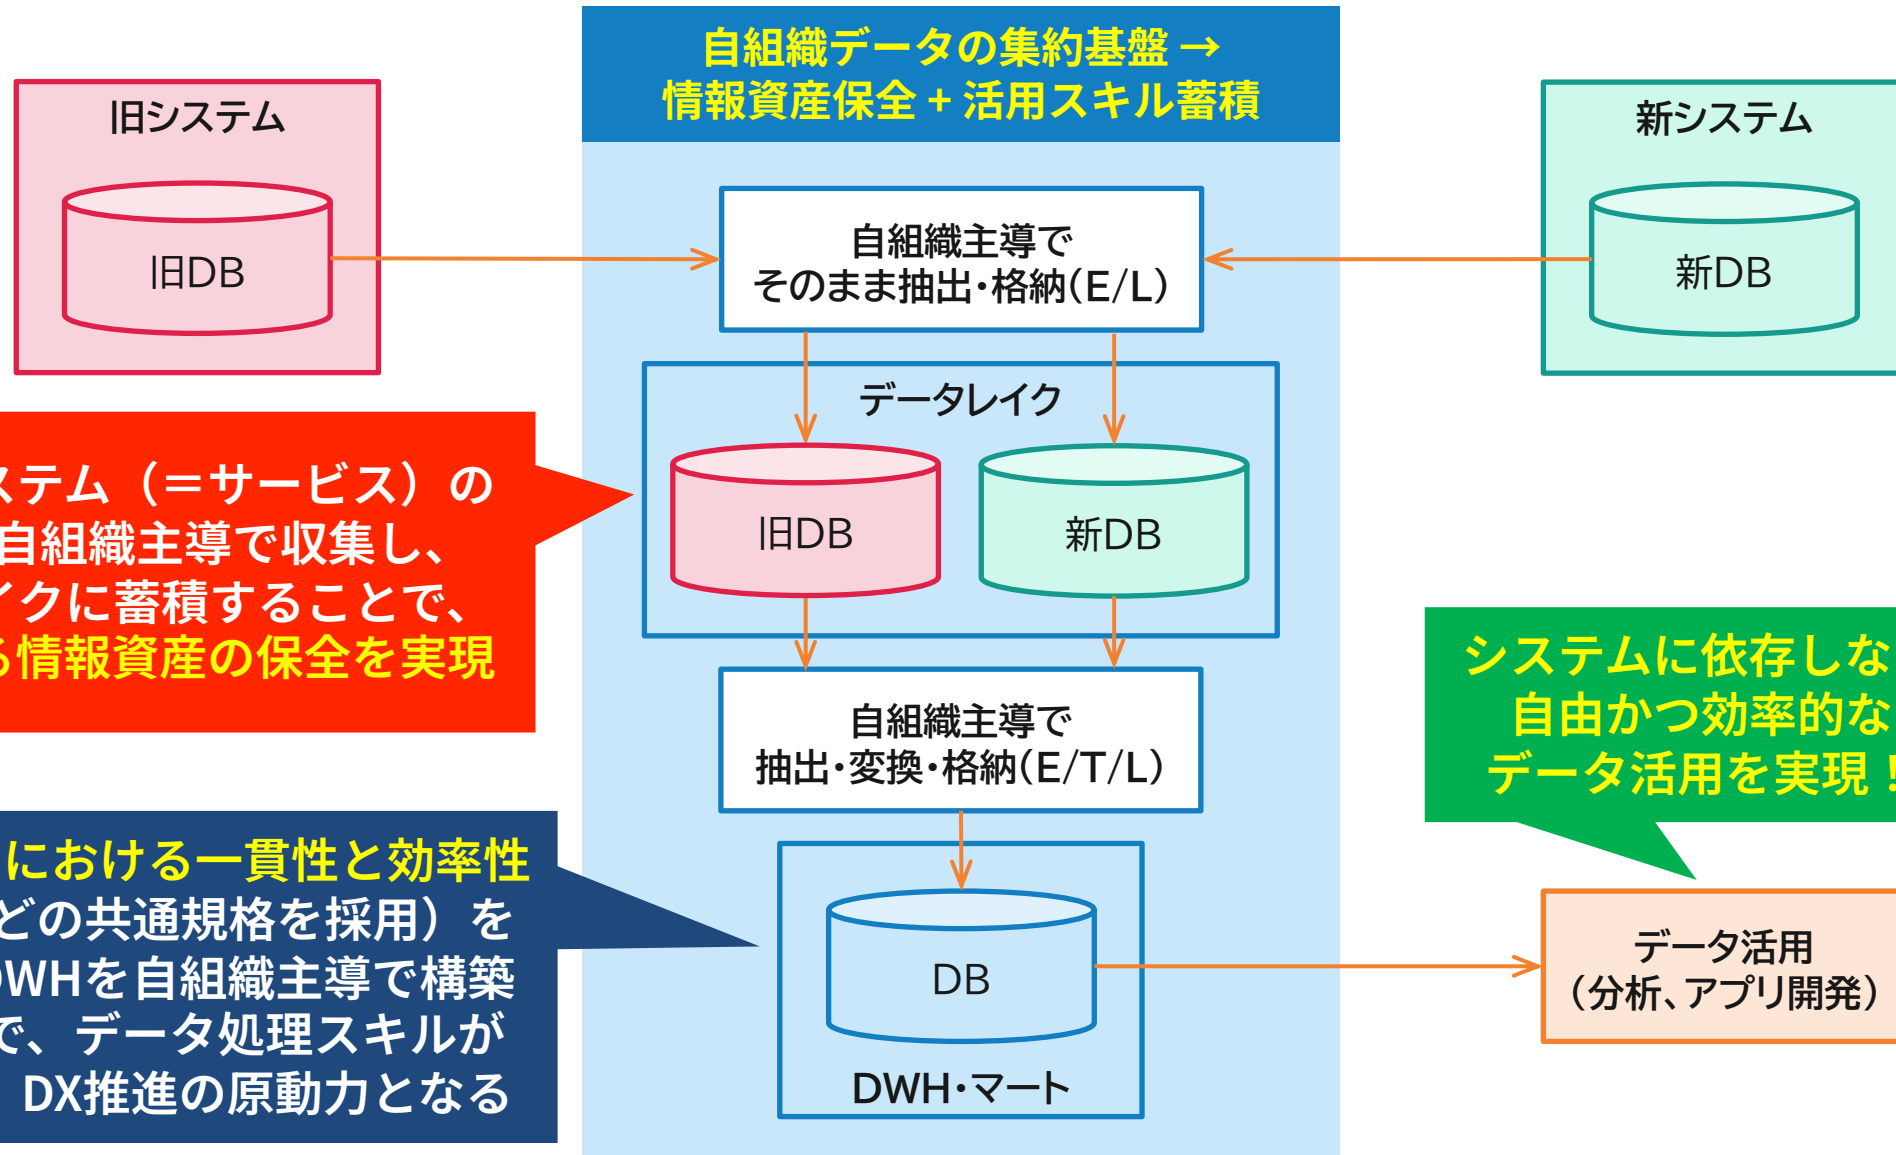 自組織データの集約基盤 →
情報資産保全 + 活用スキル蓄積
旧システム
旧DB
新システム
新DB
自組織主導で
そのまま抽出・格納(E/L)
データレイク
旧DB
新DB
ステム（＝サービス）の
自組織主導で収集し、
イクに蓄積することで、
る情報資産の保全を実現
自組織主導で
抽出・変換・格納(E/T/L)
システムに依存しな
自由かつ効率的な
データ活用を実現！
における一貫性と効率性
どの共通規格を採用）を
DWHを自組織主導で構築
で、データ処理スキルが
DX推進の原動力となる
DB
DWH・マート
データ活用
（分析、アプリ開発）